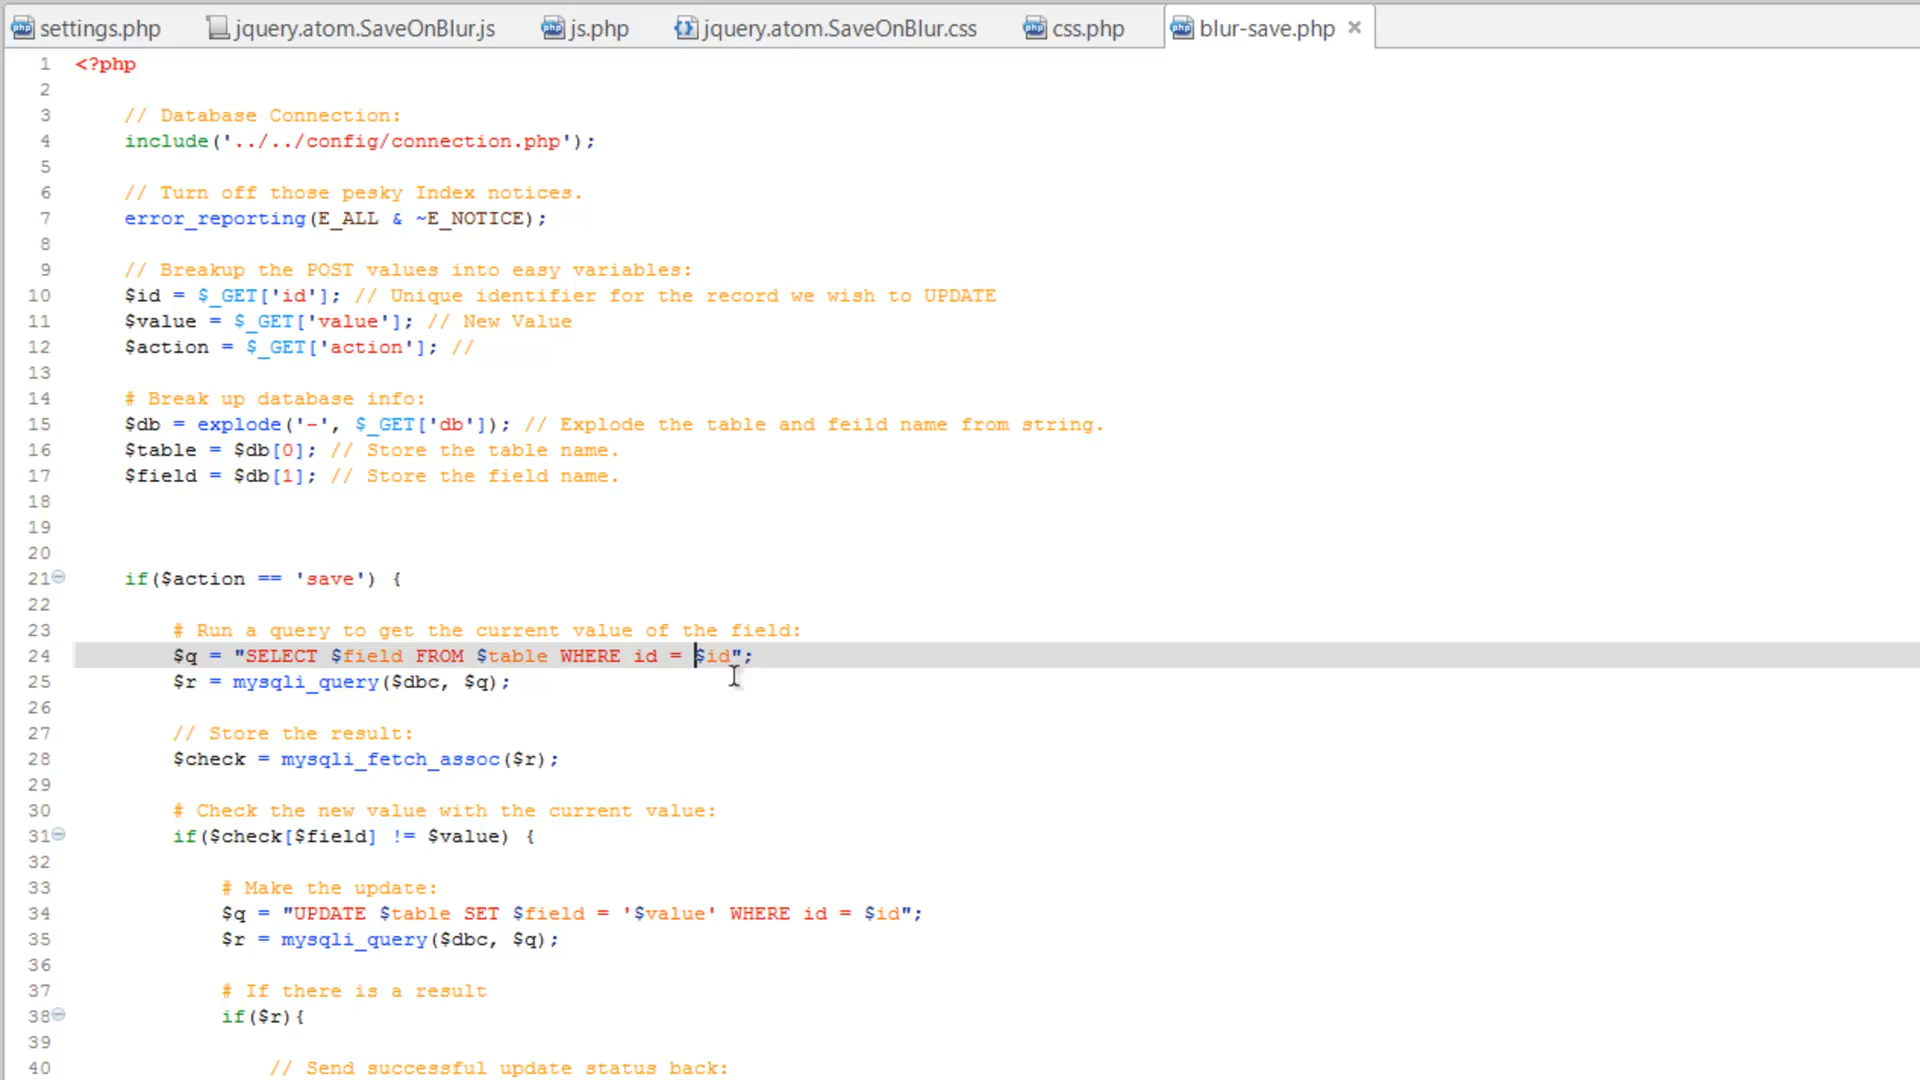 settings.php jquery.atom.SaveOnBlur.js js.php jquery.atom.SaveOnBlur.css css.php blur-save.php
1 <?php
2
3 // Database Connection:
4 include('../../config/connection.php');
5
6 // Turn off those pesky Index notices.
7 error_reporting(E_ALL & ~E_NOTICE);
8
9 // Breakup the POST values into easy variables:
10 $id = $_GET['id']; // Unique identifier for the record we wish to UPDATE
11 $value = $_GET['value']; // New Value
12 $action = $_GET['action']; //
13
14 # Break up database info:
15 $db = explode('-', $_GET['db']); // Explode the table and feild name from string.
16 $table = $db[0]; // Store the table name.
17 $field = $db[1]; // Store the field name.
18
19
20
21 if($action == 'save') {
22
23 # Run a query to get the current value of the field:
24 $q = "SELECT $field FROM $table WHERE id = $id";
25 $r = mysqli_query($dbc, $q);
26
27 // Store the result:
28 $check = mysqli_fetch_assoc($r);
29
30 # Check the new value with the current value:
31 if($check[$field] != $value) {
32
33 # Make the update:
34 $q = "UPDATE $table SET $field = '$value' WHERE id = $id";
35 $r = mysqli_query($dbc, $q);
36
37 # If there is a result
38 if($r){
39
40 // Send successful update status back: